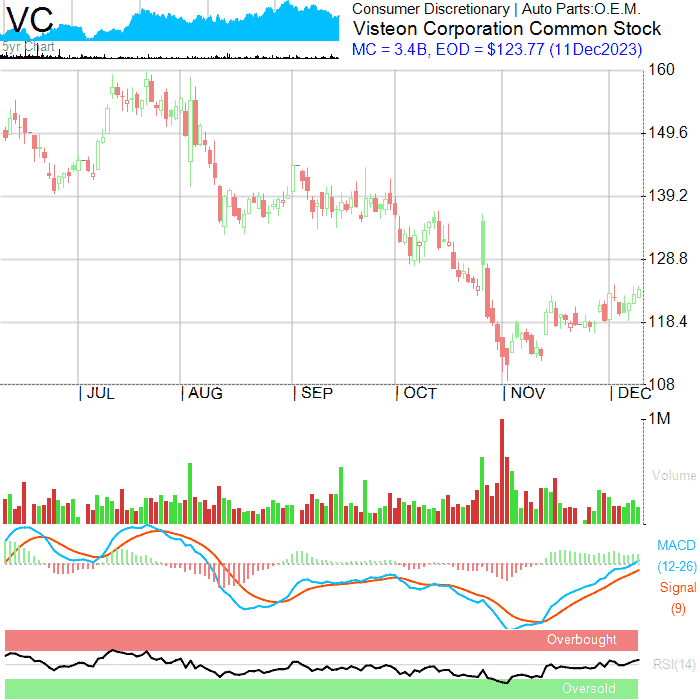 VC
5yr Chart
Consumer Discretionary | Auto Parts:O.E.M.
Visteon Corporation Common Stock
MC = 3.4B, EOD = $123.77 (11Dec2023)
160
149.6
139.2
128.8
118.4
108
| JUL | AUG | SEP | OCT | NOV | DEC
1M
Volume
MACD
(12-26)
Signal
(9)
Overbought
RSI(14)
Oversold